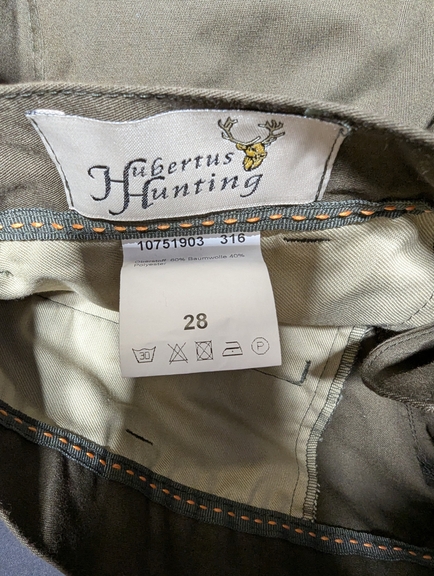 Hubertus
Hunting
10751903 316
Oberstoff: 60% Baumwolle 40%
Polyester
28
30
P